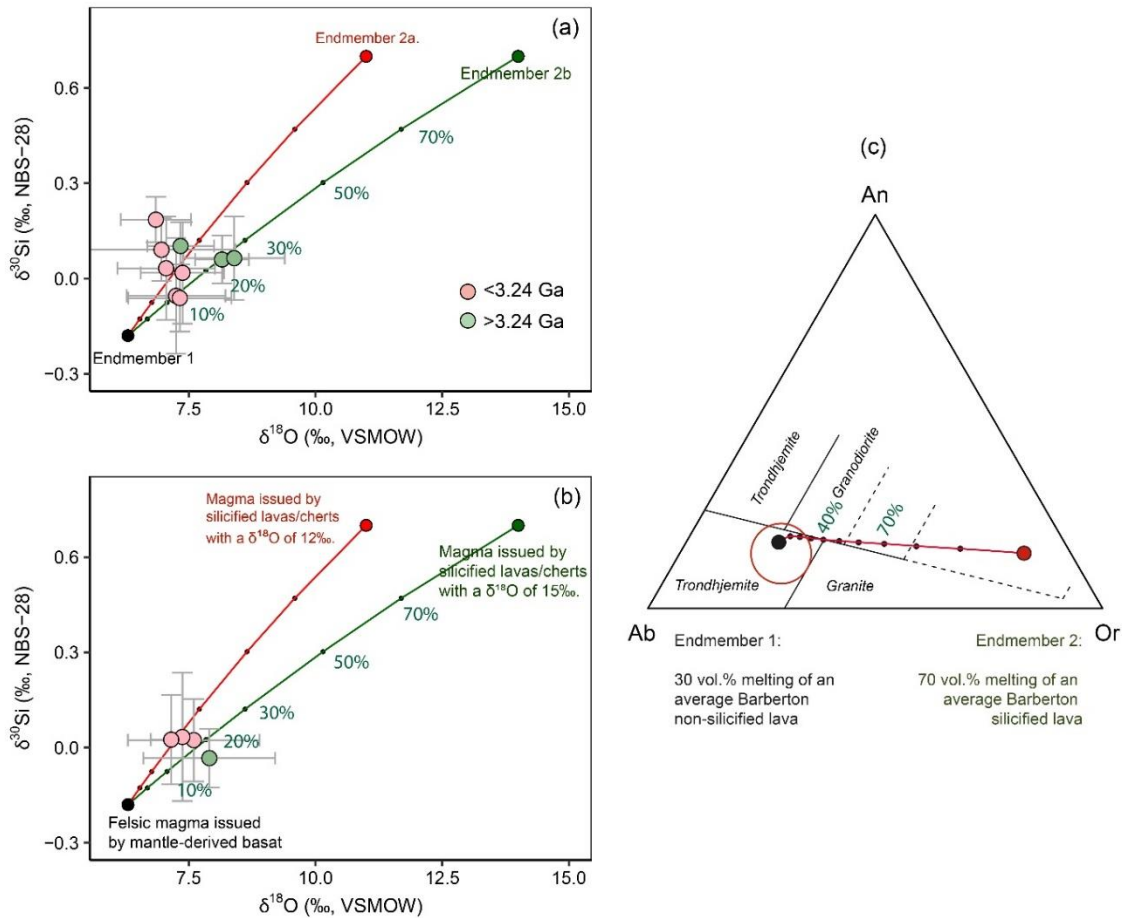 (a)
Endmember 2a.
Endmember 2b
0.6
0.3
0.0
−0.3
δ³⁰Si (‰, NBS−28)
70%
50%
30%
20%
10%
<3.24 Ga
>3.24 Ga
Endmember 1
7.5
10.0
12.5
15.0
δ¹⁸O (‰, VSMOW)
(b)
Magma issued by
silicified lavas/cherts
with a δ¹⁸O of 12‰.
Magma issued by
silicified lavas/cherts
with a δ¹⁸O of 15‰.
0.6
0.3
0.0
−0.3
δ³⁰Si (‰, NBS−28)
70%
50%
30%
20%
10%
Felsic magma issued
by mantle-derived basat
7.5
10.0
12.5
15.0
δ¹⁸O (‰, VSMOW)
(c)
An
Trondhjemite
Granodiorite
40%
70%
Trondhjemite
Granite
Ab
Or
Endmember 1:
30 vol.% melting of an
average Barberton
non-silicified lava
Endmember 2:
70 vol.% melting of an
average Barberton
silicified lava